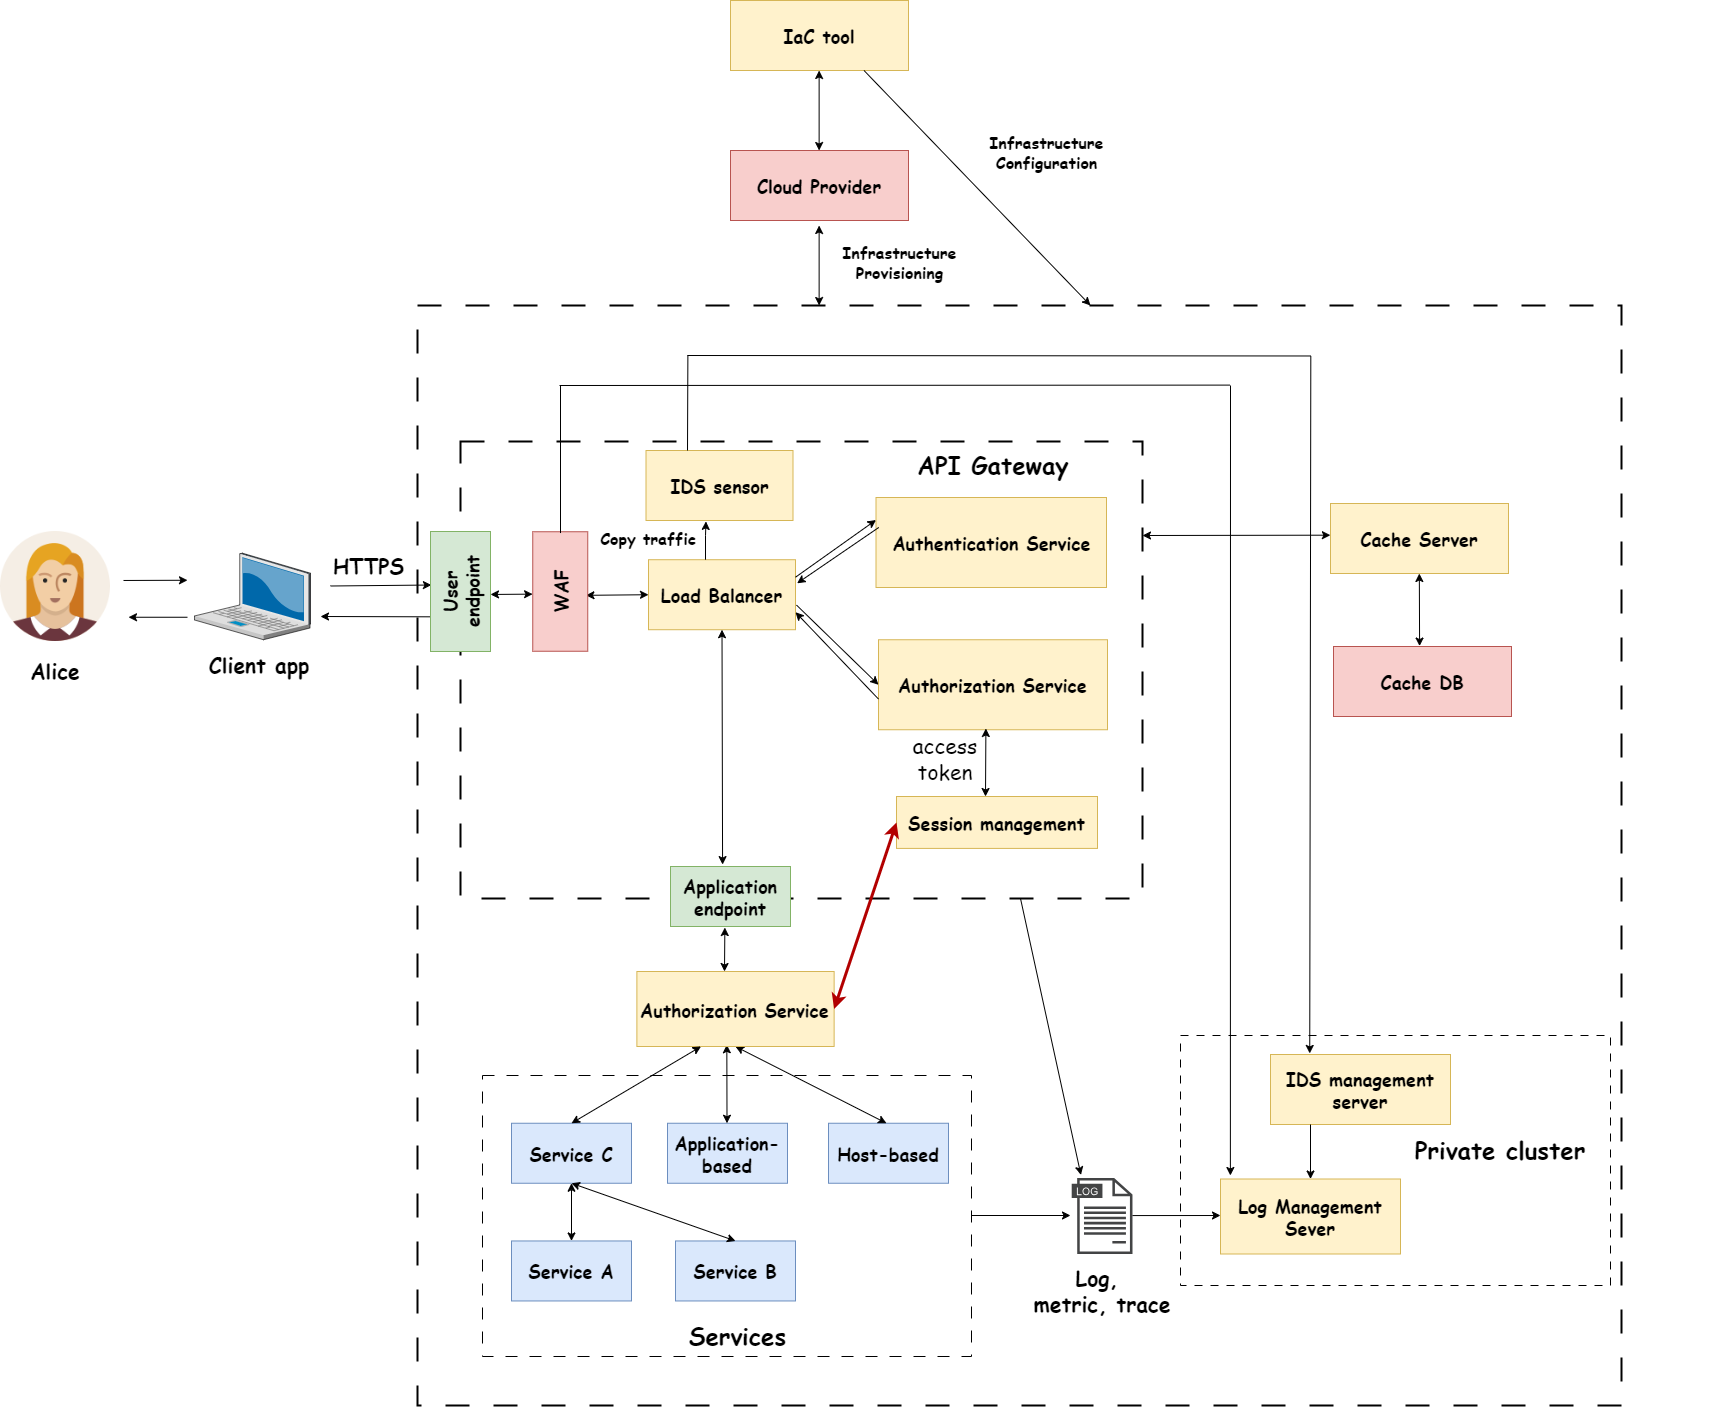 IaC tool
Infrastructure
Configuration
Cloud Provider
Infrastructure
Provisioning
API Gateway
IDS sensor
Copy traffic
Authentication Service
Cache Server
HTTPS
User
endpoint
WAF
Load Balancer
Alice
Client app
Authorization Service
Cache DB
access
token
Session management
Application
endpoint
Authorization Service
IDS management
server
Private cluster
Service C
Application-
based
Host-based
LOG
Log Management
Sever
Service A
Service B
Log,
metric, trace
Services